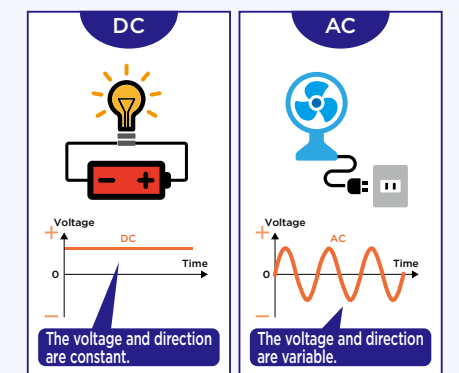 DC
AC
Voltage
+
DC
Time
0
−
The voltage and direction
are constant.
Voltage
+
AC
Time
0
−
The voltage and direction
are variable.